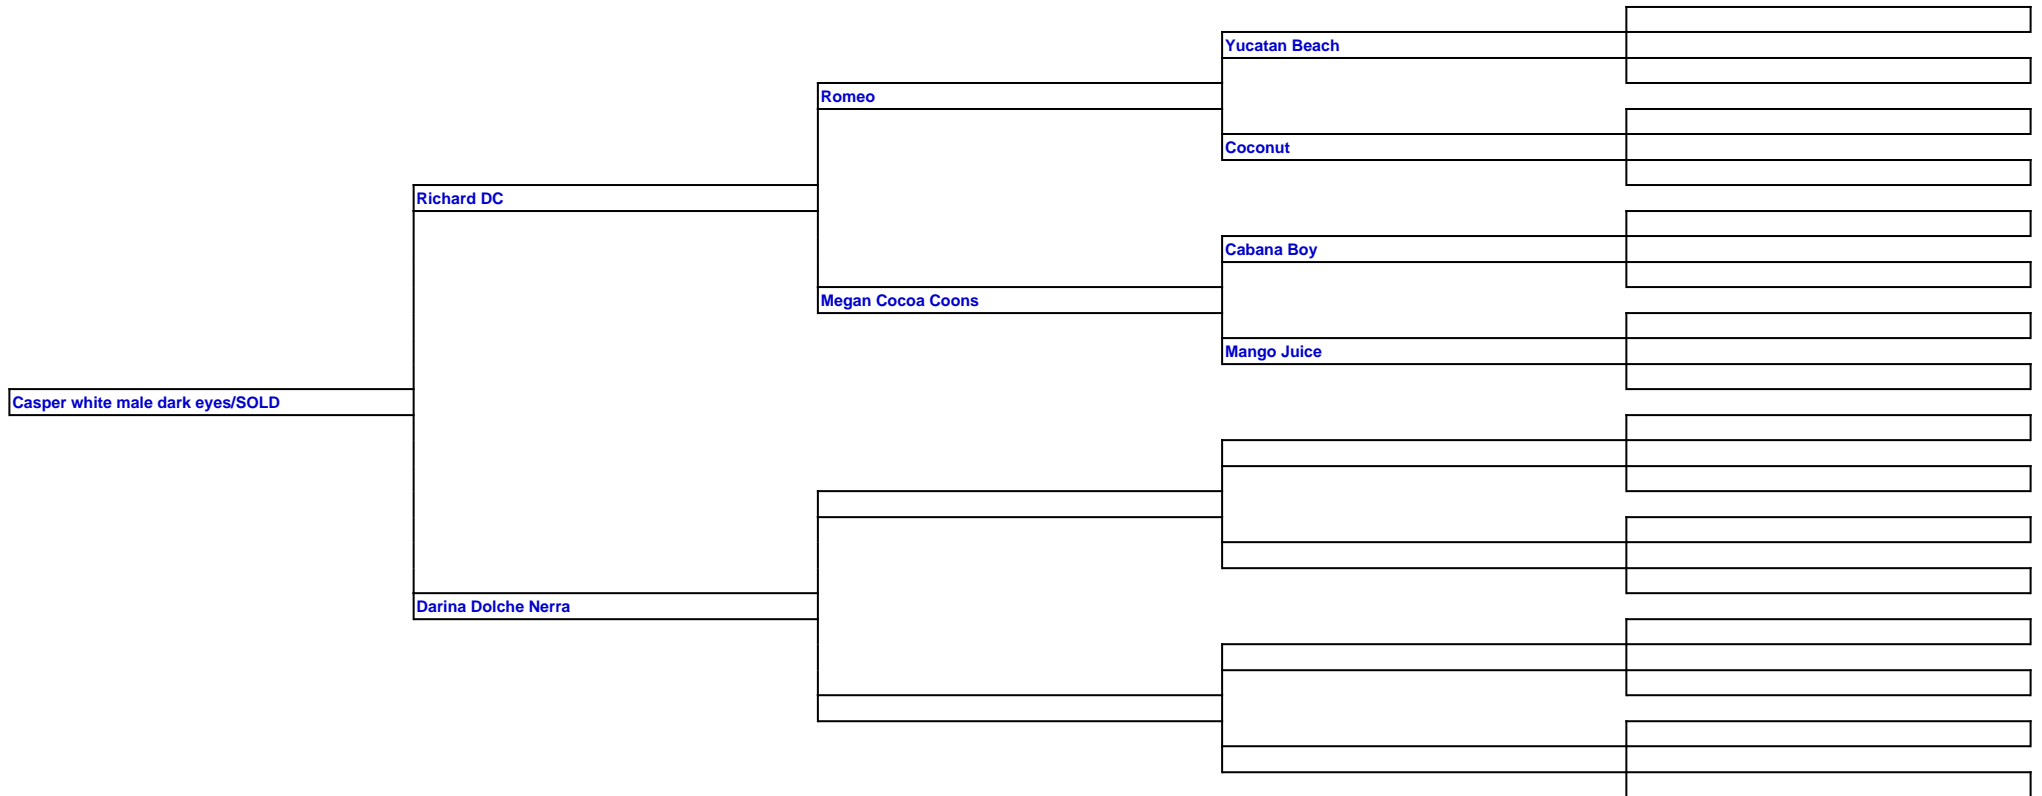 Yucatan Beach
Romeo
Coconut
Richard DC
Cabana Boy
Megan Cocoa Coons
Mango Juice
Casper white male dark eyes/SOLD
Darina Dolche Nerra